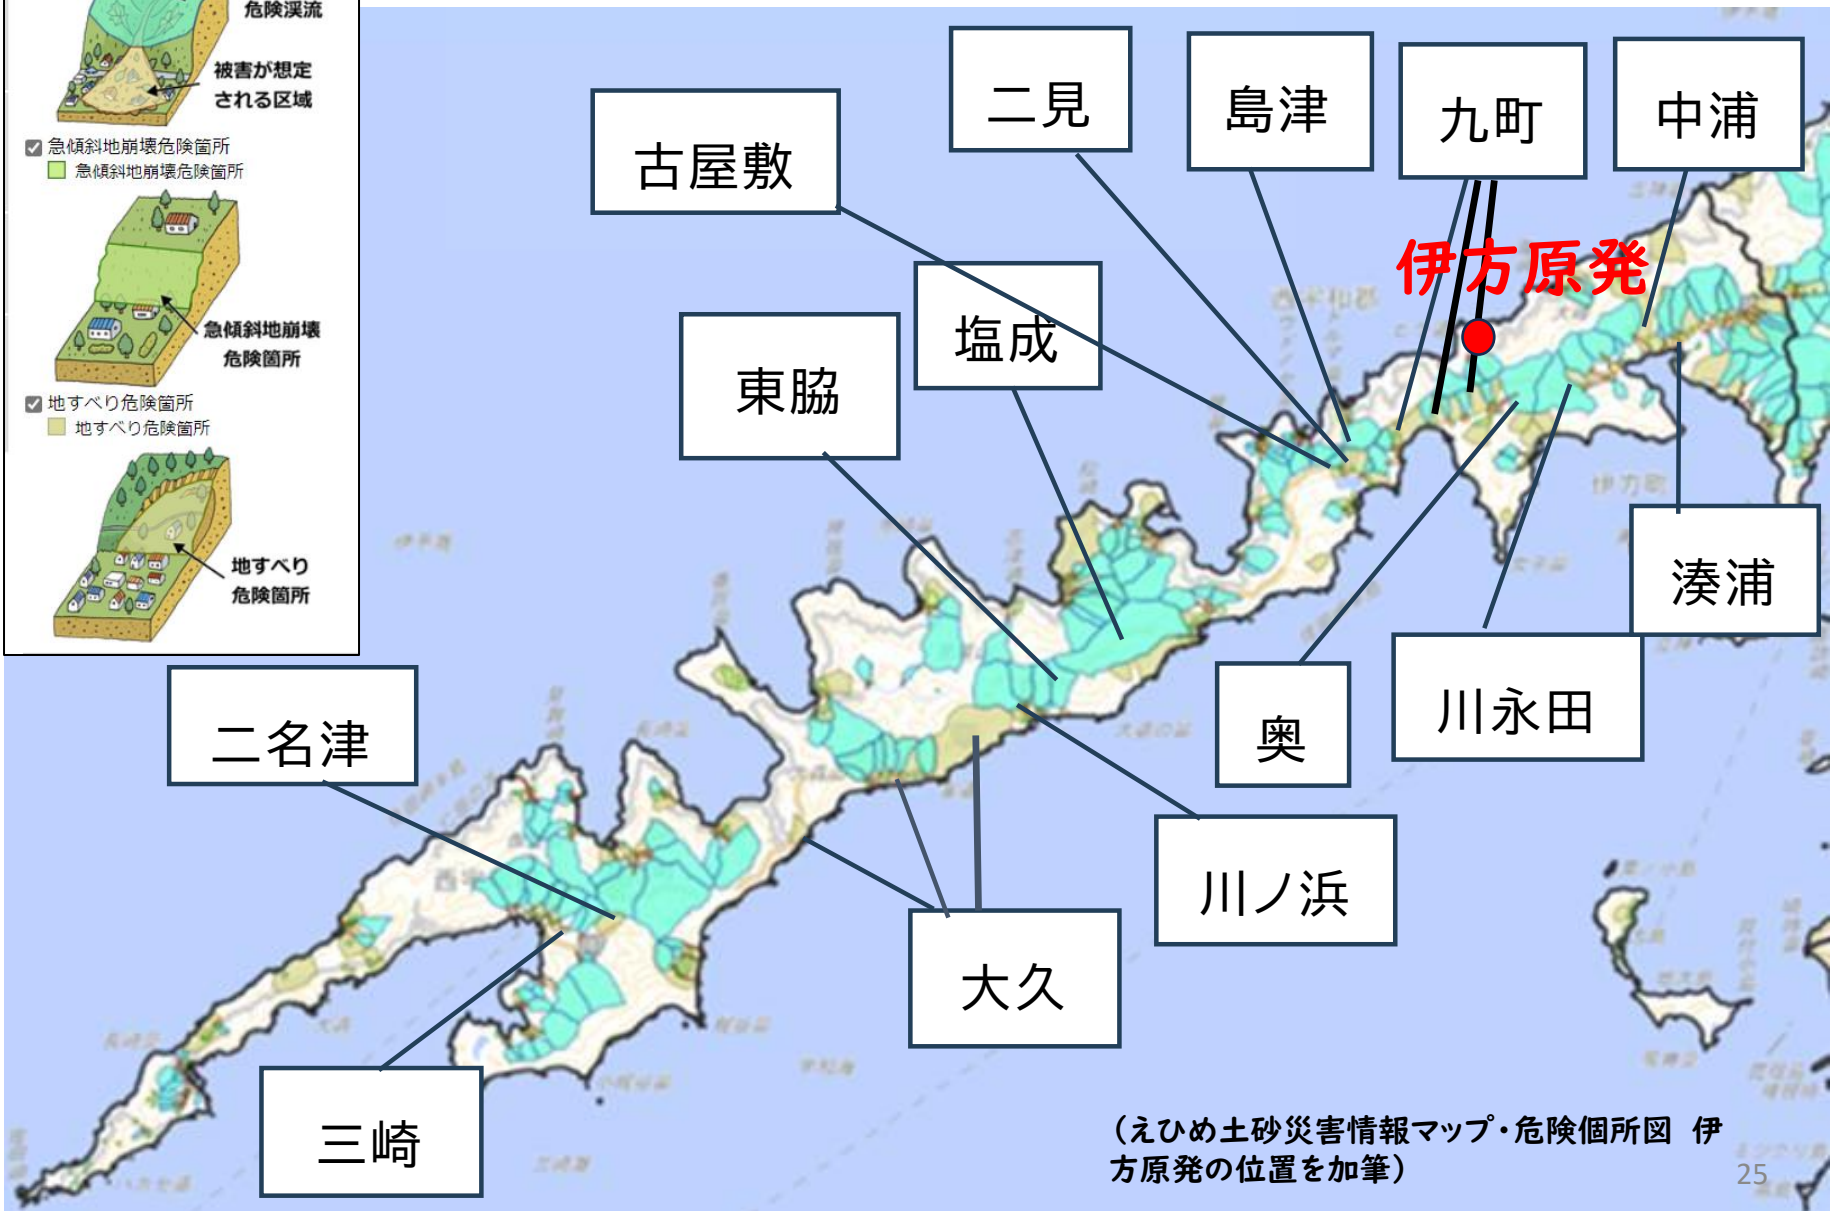 危険渓流
被害が想定
される区域
急傾斜地崩壊危険箇所
急傾斜地崩壊危険箇所
急傾斜地崩壊
危険箇所
地すべり危険箇所
地すべり危険箇所
地すべり
危険箇所
二見
島津
九町
中浦
古屋敷
伊方原発
塩成
東脇
伊方町
湊浦
川永田
奥
二名津
川ノ浜
大久
三崎
(えひめ土砂災害情報マップ・危険個所図 伊
方原発の位置を加筆)
25